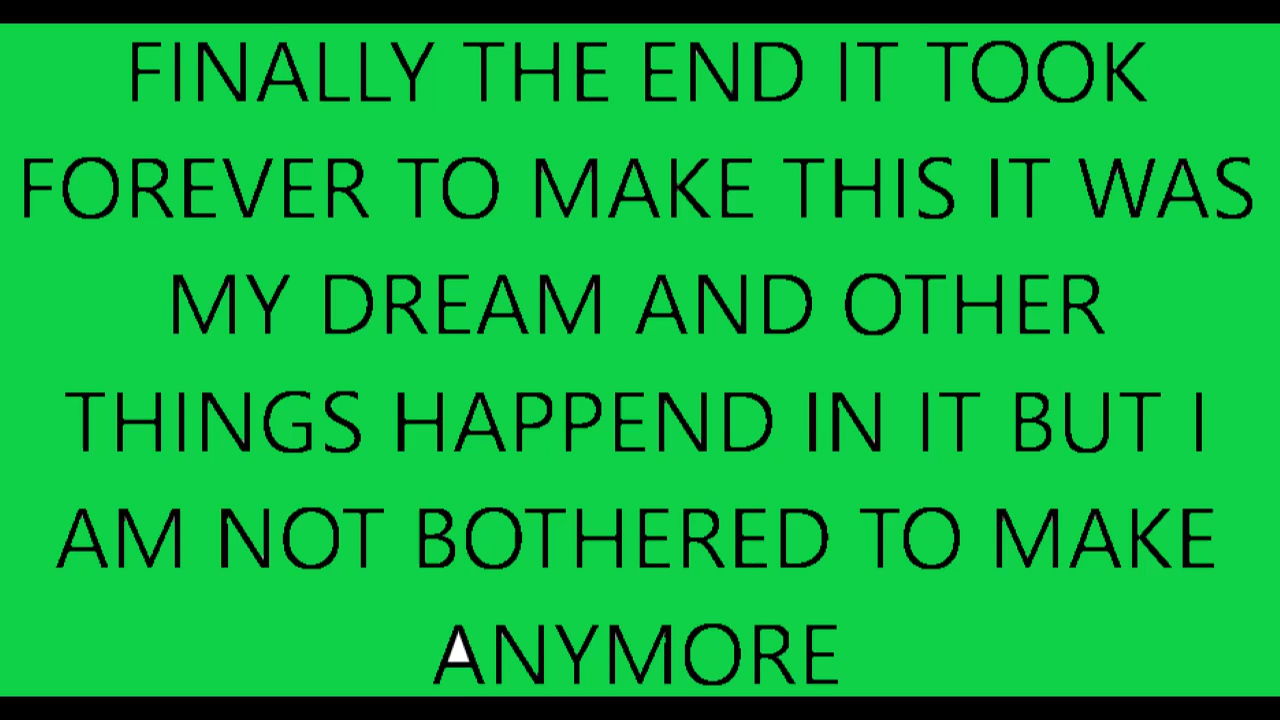 FINALLY THE END IT TOOK
FOREVER TO MAKE THIS IT WAS
MY DREAM AND OTHER
THINGS HAPPEND IN IT BUT I
AM NOT BOTHERED TO MAKE
ANYMORE